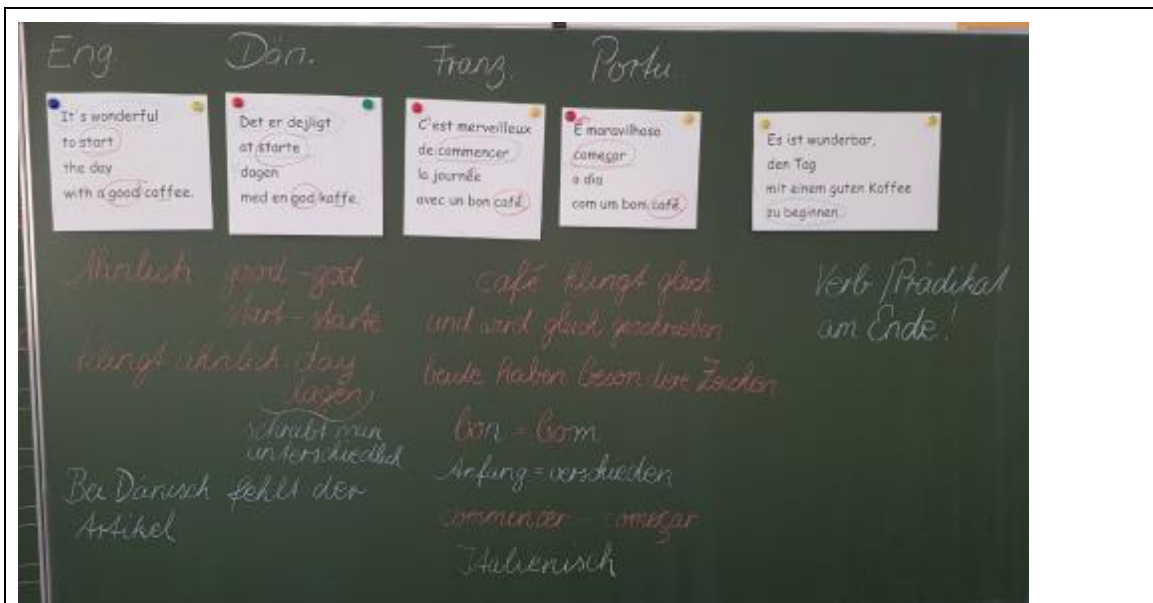 Eng.
Dän.
Franz.
Portu.
It's wonderful
to start
the day
with a good coffee.
Det er dejligt
at starte
dagen
med en god kaffe.
C'est merveilleux
de commencer
la journée
avec un bon café.
É maravilhoso
começar
o dia
com um bom café.
Es ist wunderbar,
den Tag
mit einem guten Kaffee
zu beginnen.
Ähnlich good - god
start - starte
klingt ähnlich day
dagen
schreibt man
unterschiedlich
Bei Dänisch fehlt der
Artikel
café klingt gleich
und wird gleich geschrieben
beide haben besondere Zeichen
bon = bom
Anfang = verschieden
commencer - começar
Italienisch
Verb/Prädikat
am Ende!